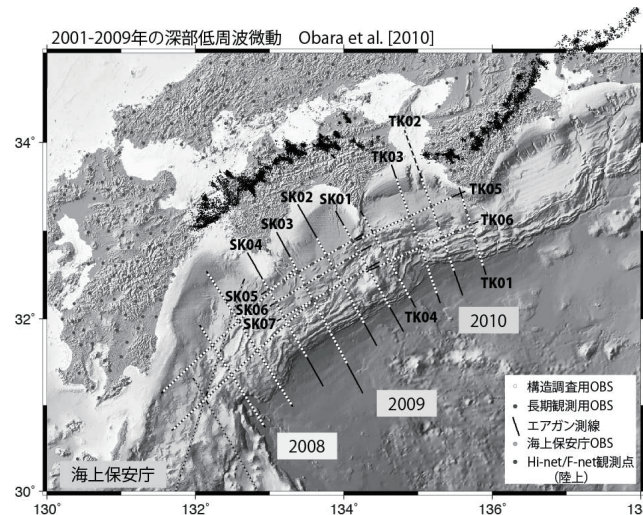 2001-2009年の深部低周波微動 Obara et al. [2010]
34°
32°
30°
130°
132°
134°
136°
138°
TK02
TK03
TK05
TK06
TK01
TK04
SK02
SK01
SK03
SK04
SK05
SK06
SK07
2010
2009
2008
海上保安庁
構造調査用OBS
長期観測用OBS
エアガン測線
海上保安庁OBS
Hi-net/F-net観測点
(陸上)